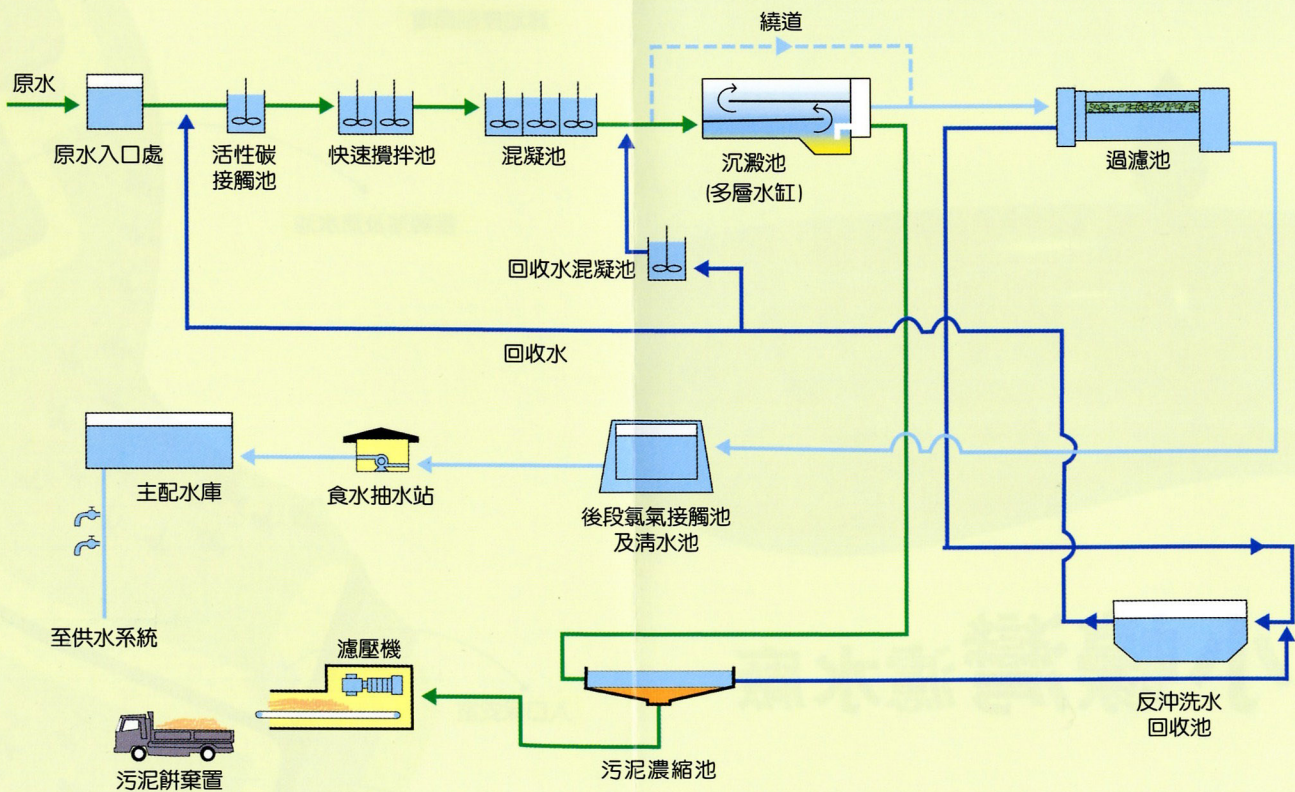 繞道
原水
原水入口處
活性碳
接觸池
快速攪拌池
混凝池
沉澱池
(多層水缸)
過濾池
回收水混凝池
回收水
主配水庫
食水抽水站
後段氯氣接觸池
及清水池
至供水系統
濾壓機
污泥餅棄置
污泥濃縮池
反沖洗水
回收池